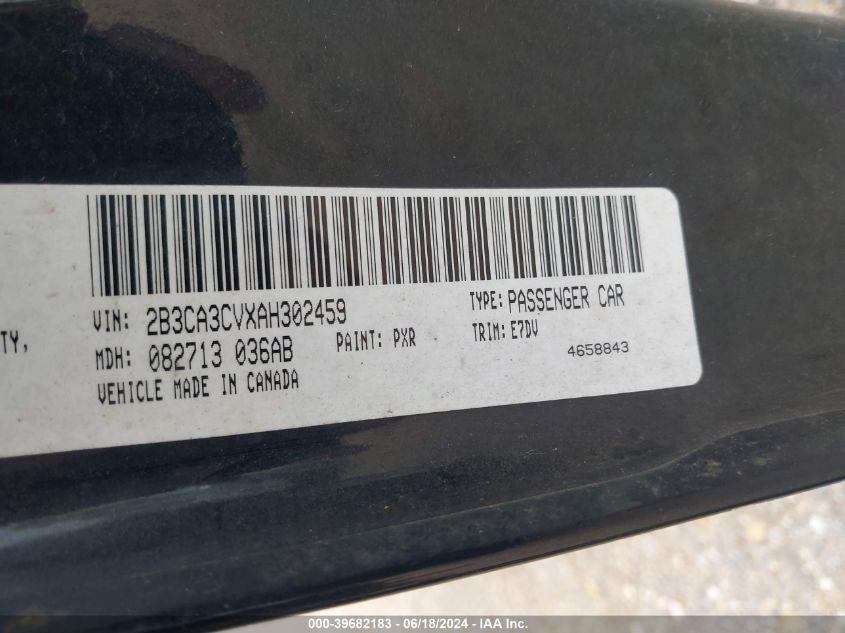 VIN: 2B3CA3CVXAH302459
TYPE: PASSENGER CAR
TY,
MDH: 082713 036AB
PAINT: PXR
TRIM: E7DV
VEHICLE MADE IN CANADA
4658843
000-39682183 - 06/18/2024 - IAA Inc.